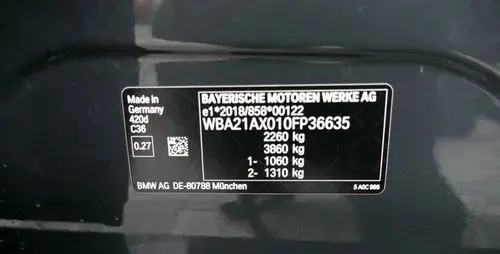 Made in
Germany
420d
C36
0.27
BAYERISCHE MOTOREN WERKE AG
e1*2018/858*00122
WBA21AX010FP36635
2260 kg
3860 kg
1- 1060 kg
2- 1310 kg
BMW AG DE-80788 München